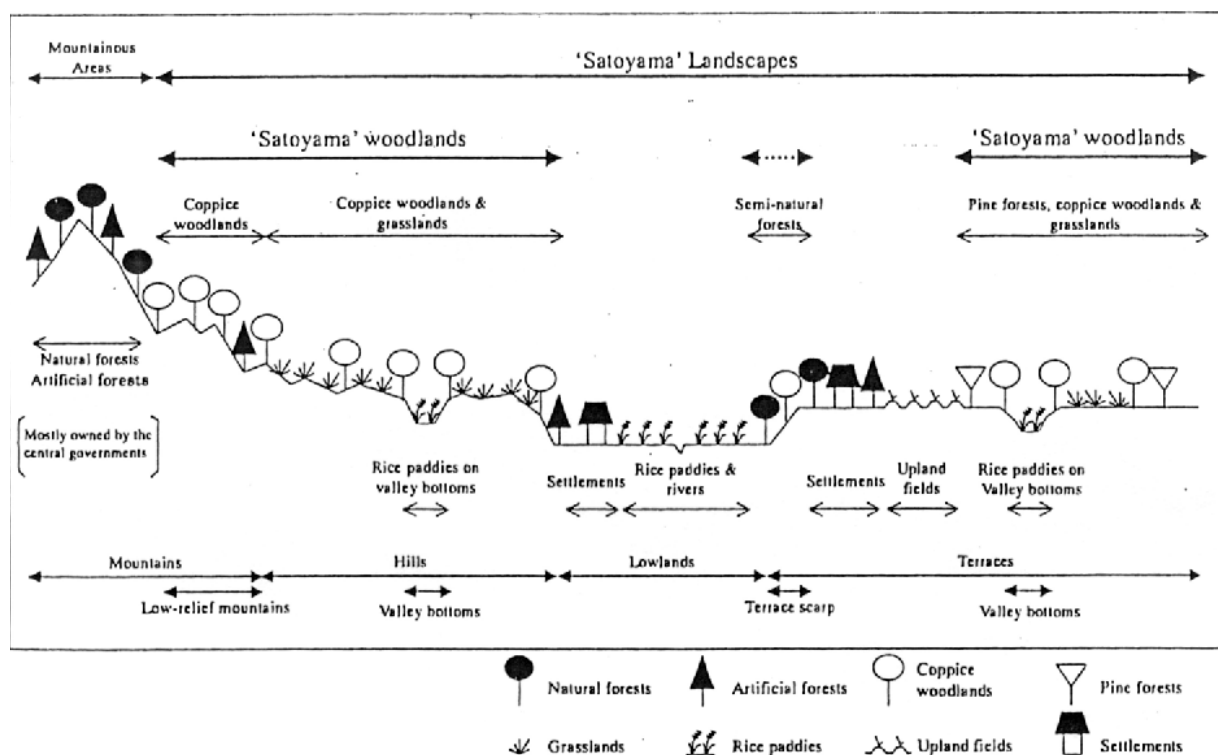 Mountainous
Areas
'Satoyama' Landscapes
'Satoyama' woodlands
'Satoyama' woodlands
Coppice
woodlands
Coppice woodlands &
grasslands
Semi-natural
forests
Pine forests, coppice woodlands &
grasslands
Natural forests
Artificial forests
Mostly owned by the
central governments
Rice paddies on
valley bottoms
Settlements
Rice paddies &
rivers
Settlements
Upland
fields
Rice paddies on
Valley bottoms
Mountains
Hills
Lowlands
Terraces
Low-relief mountains
Valley bottoms
Terrace scarp
Valley bottoms
Natural forests
Artificial forests
Coppice
woodlands
Pine forests
Grasslands
Rice paddies
Upland fields
Settlements